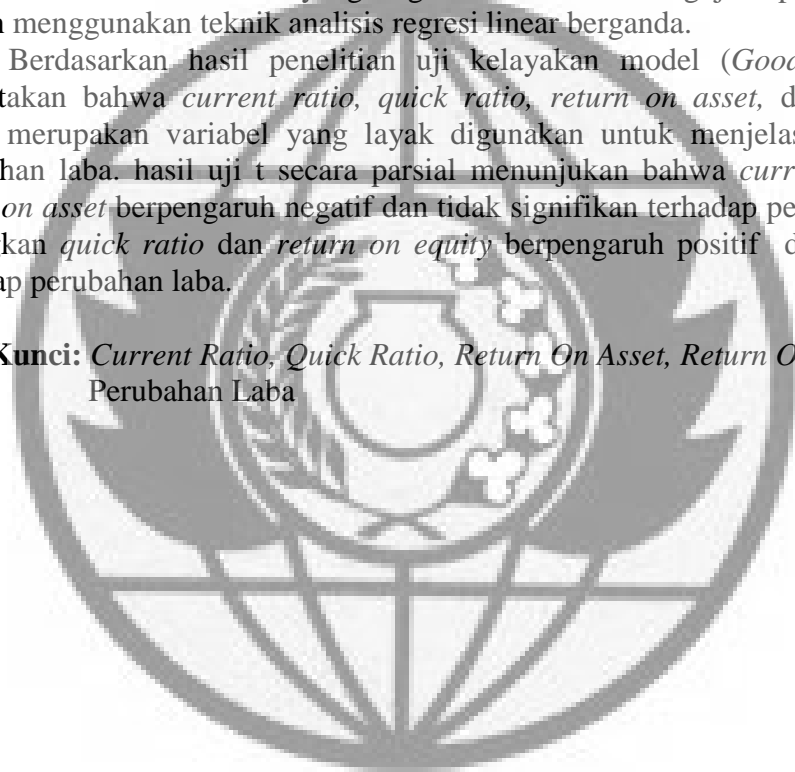 n menggunakan teknik analisis regresi linear berganda.
Berdasarkan hasil penelitian uji kelayakan model (Good
takan bahwa current ratio, quick ratio, return on asset, d
merupakan variabel yang layak digunakan untuk menjelas
han laba. hasil uji t secara parsial menunjukan bahwa curr
on asset berpengaruh negatif dan tidak signifikan terhadap pe
gkan quick ratio dan return on equity berpengaruh positif d
ap perubahan laba.
Kunci: Current Ratio, Quick Ratio, Return On Asset, Return O
Perubahan Laba